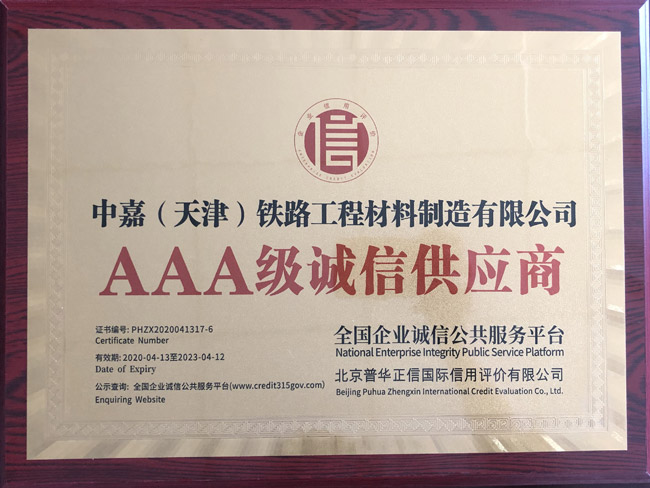 企业信用评价
中嘉（天津）铁路工程材料制造有限公司
AAA级诚信供应商
证书编号: PHZX2020041317-6
Certificate Number
有效期: 2020-04-13至2023-04-12
Date of Expiry
公示查询: 全国企业诚信公共服务平台(www.credit315gov.com)
Enquiring Website
全国企业诚信公共服务平台
National Enterprise Integrity Public Service Platform
北京普华正信国际信用评价有限公司
Beijing Puhua Zhengxin International Credit Evaluation Co., Ltd.